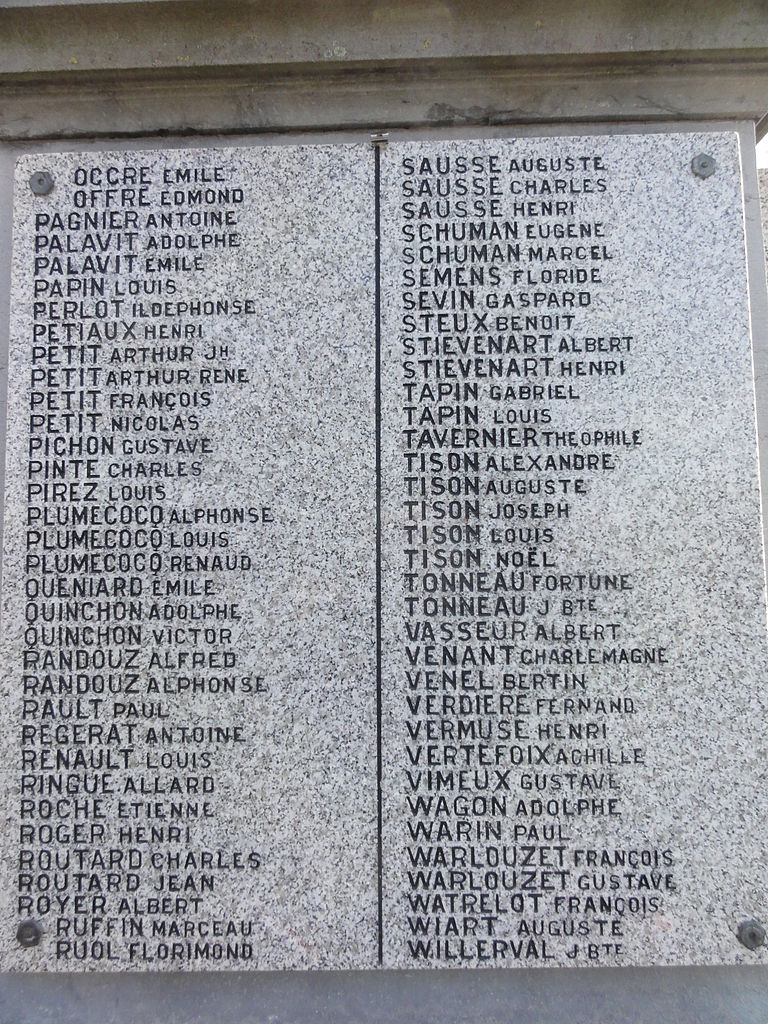 OCCRE EMILE
OFFRE EDMOND
PAGNIER ANTOINE
PALAVIT ADOLPHE
PALAVIT EMILE
PAPIN LOUIS
PERLOT ILDEPHONSE
PETIAUX HENRI
PETIT ARTHUR JH
PETIT ARTHUR RENE
PETIT FRANÇOIS
PETIT NICOLAS
PICHON GUSTAVE
PINTE CHARLES
PIREZ LOUIS
PLUMECOCQ ALPHONSE
PLUMECOCQ LOUIS
PLUMECOCQ RENAUD
QUENIARD EMILE
QUINCHON ADOLPHE
QUINCHON VICTOR
RANDOUZ ALFRED
RANDOUZ ALPHONSE
RAULT PAUL
REGERAT ANTOINE
RENAULT LOUIS
RINGUE ALLARD
ROCHE ETIENNE
ROGER HENRI
ROUTARD CHARLES
ROUTARD JEAN
ROYER ALBERT
RUFFIN MARCEAU
RUOL FLORIMOND
SAUSSE AUGUSTE
SAUSSE CHARLES
SAUSSE HENRI
SCHUMAN EUGENE
SCHUMAN MARCEL
SEMENS FLORIDE
SEVIN GASPARD
STEUX BENOIT
STIEVENART ALBERT
STIEVENART HENRI
TAPIN GABRIEL
TAPIN LOUIS
TAVERNIER THEOPHILE
TISON ALEXANDRE
TISON AUGUSTE
TISON JOSEPH
TISON LOUIS
TISON NOËL
TONNEAU FORTUNE
TONNEAU J BTE
VASSEUR ALBERT
VENANT CHARLEMAGNE
VENEL BERTIN
VERDIERE FERNAND
VERMUSE HENRI
VERTEFOIX ACHILLE
VIMEUX GUSTAVE
WAGON ADOLPHE
WARIN PAUL
WARLOUZET FRANÇOIS
WARLOUZET GUSTAVE
WATRELOT FRANÇOIS
WIART AUGUSTE
WILLERVAL J BTE